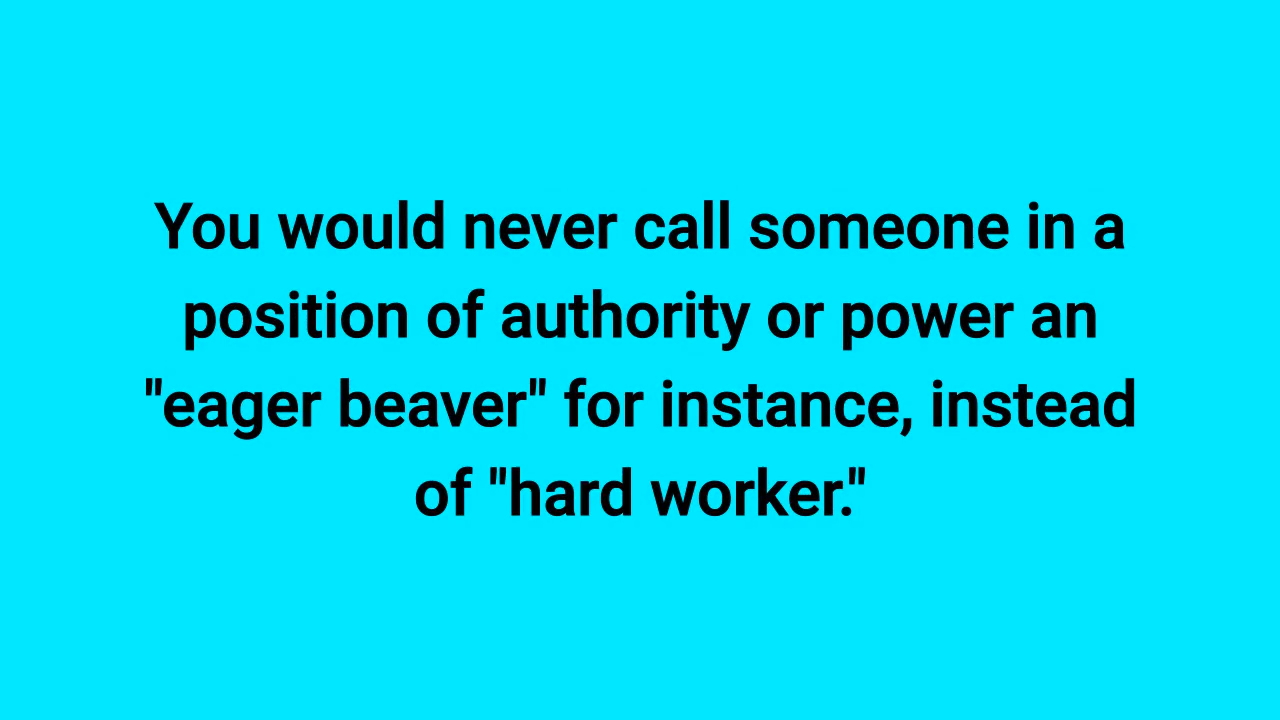 You would never call someone in a
position of authority or power an
"eager beaver" for instance, instead
of "hard worker."